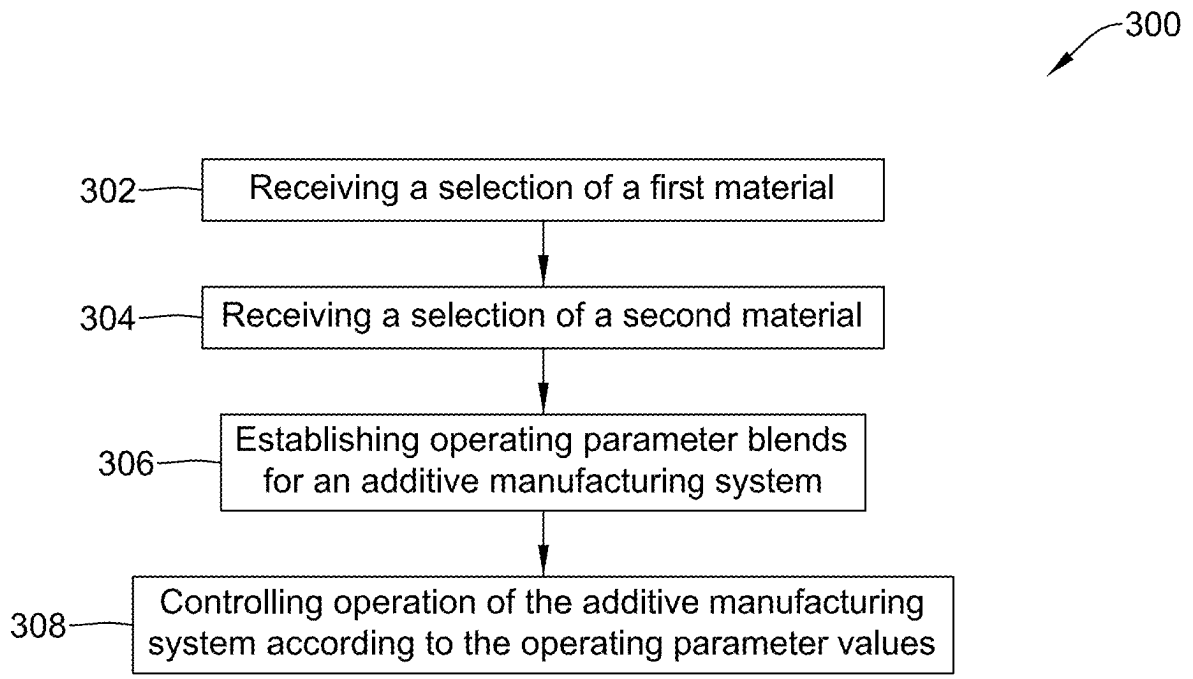 300
302
Receiving a selection of a first material
304
Receiving a selection of a second material
306
Establishing operating parameter blends
for an additive manufacturing system
308
Controlling operation of the additive manufacturing
system according to the operating parameter values